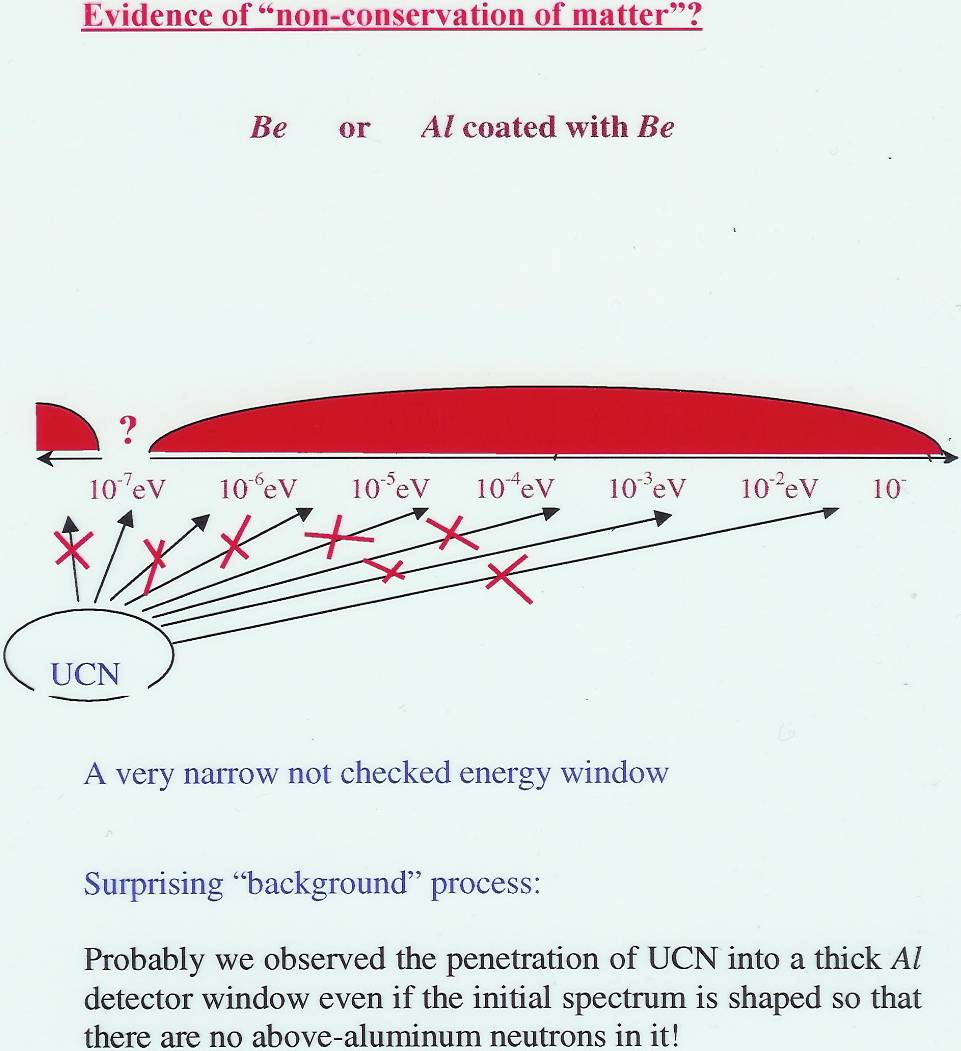 Evidence of “non-conservation of matter”?
Be or Al coated with Be
?
10⁻⁷eV 10⁻⁶eV 10⁻⁵eV 10⁻⁴eV 10⁻³eV 10⁻²eV 10⁻
UCN
A very narrow not checked energy window
Surprising “background” process:
Probably we observed the penetration of UCN into a thick Al
detector window even if the initial spectrum is shaped so that
there are no above-aluminum neutrons in it!